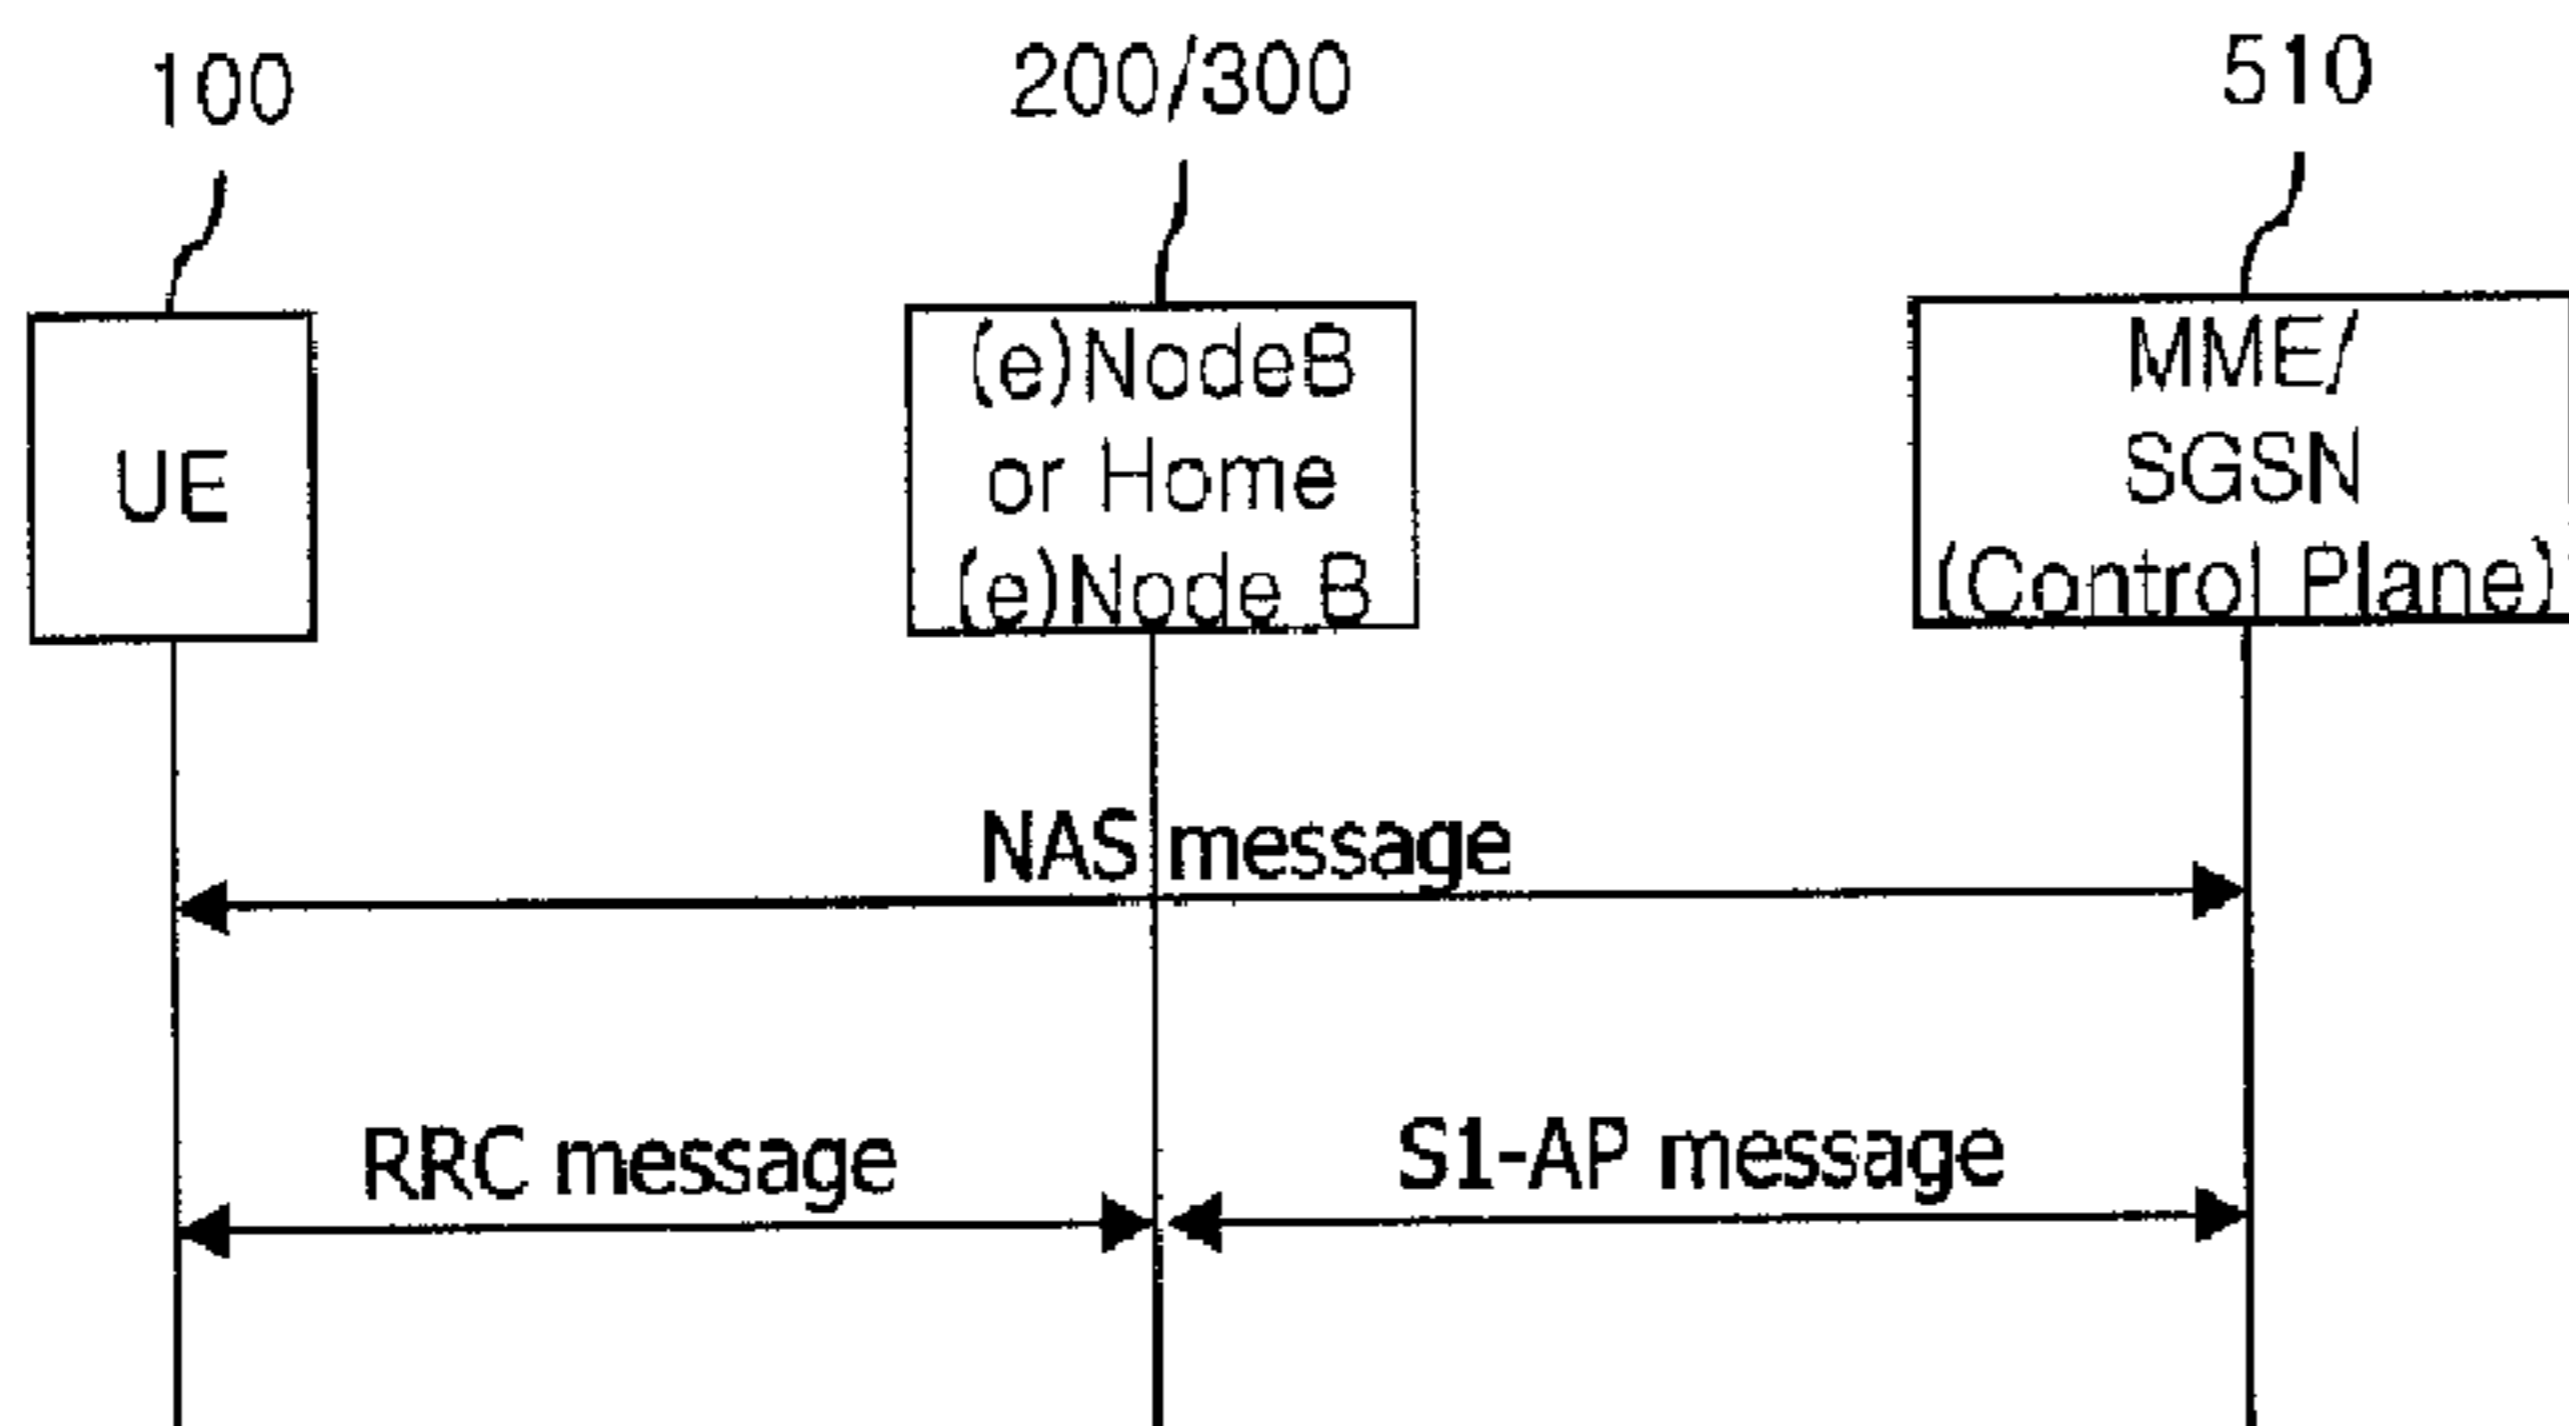 100
200/300
510
UE
(e)NodeB
or Home
(e)Node B
MME/
SGSN
(Control Plane)
NAS message
RRC message
S1-AP message